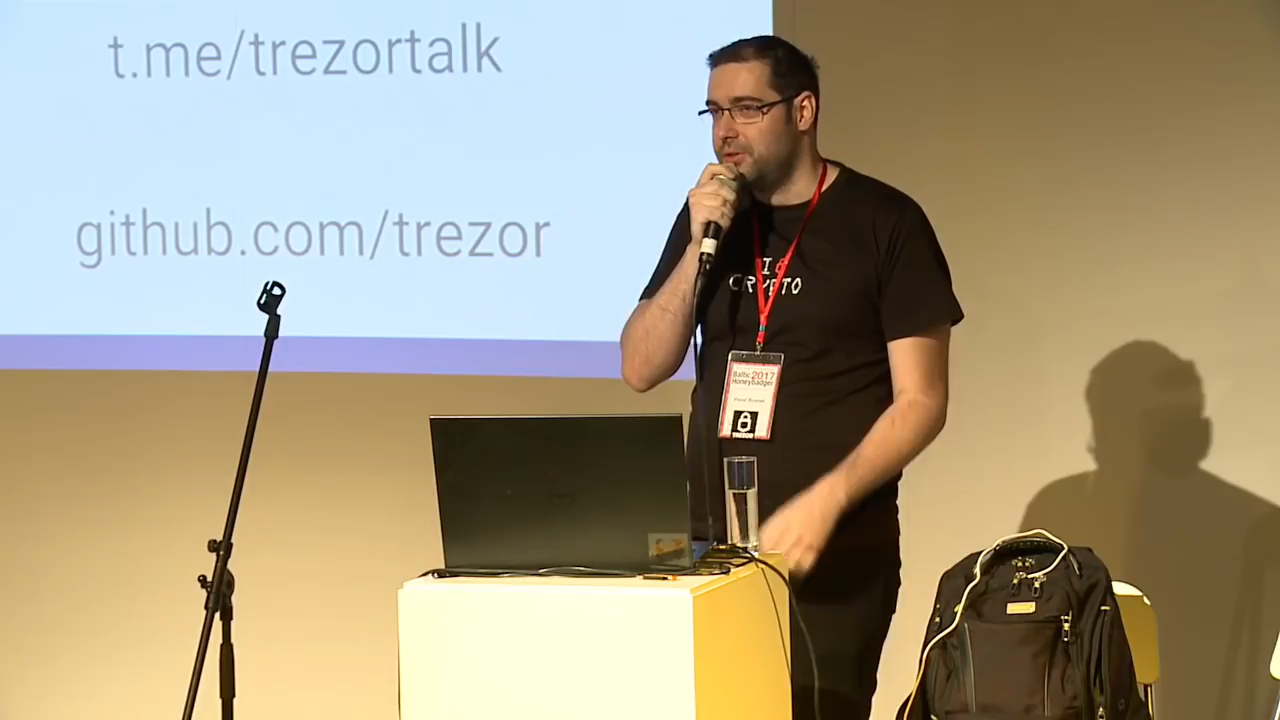 t.me/trezortalk
github.com/trezor
I
CRYPTO
Baltic 2017
Honeybadger
TREZOR